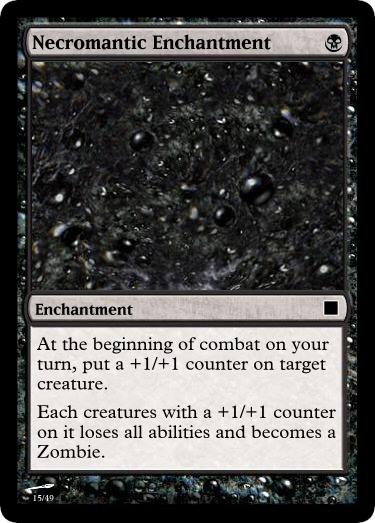 Necromantic Enchantment
Enchantment
At the beginning of combat on your
turn, put a +1/+1 counter on target
creature.
Each creatures with a +1/+1 counter
on it loses all abilities and becomes a
Zombie.
15/49